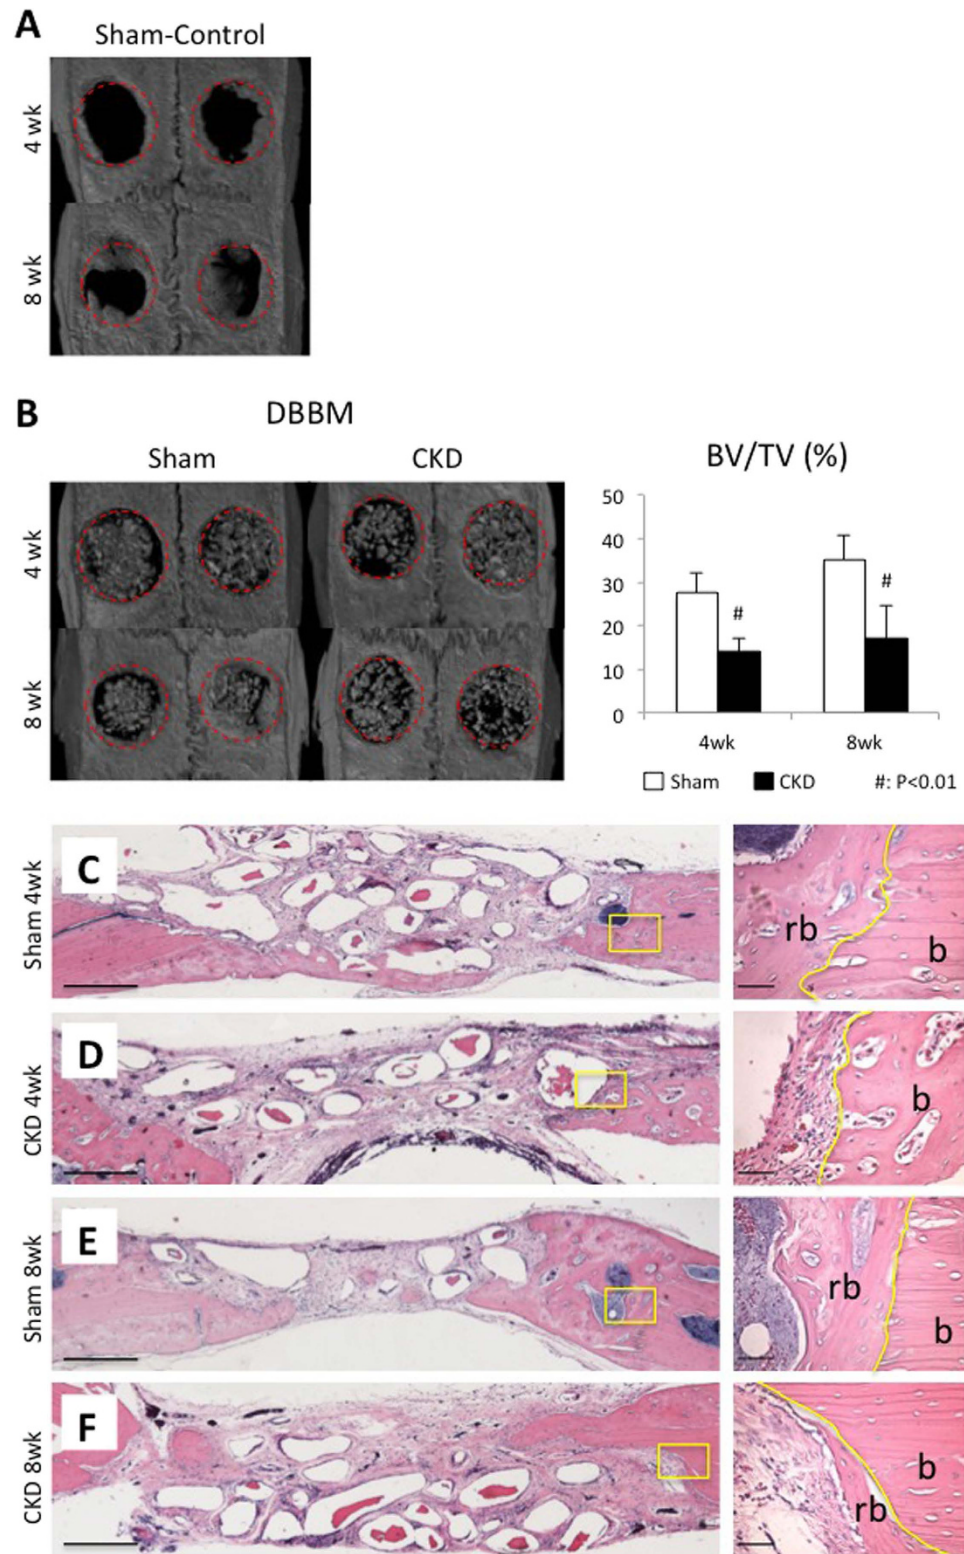 A
Sham-Control
4 wk
8 wk
B
DBBM
Sham
CKD
4 wk
8 wk
BV/TV (%)
50
40
30
20
10
0
#
#
4wk
8wk
Sham
CKD
#: P<0.01
C
Sham 4wk
rb
b
D
CKD 4wk
b
E
Sham 8wk
rb
b
F
CKD 8wk
b
rb